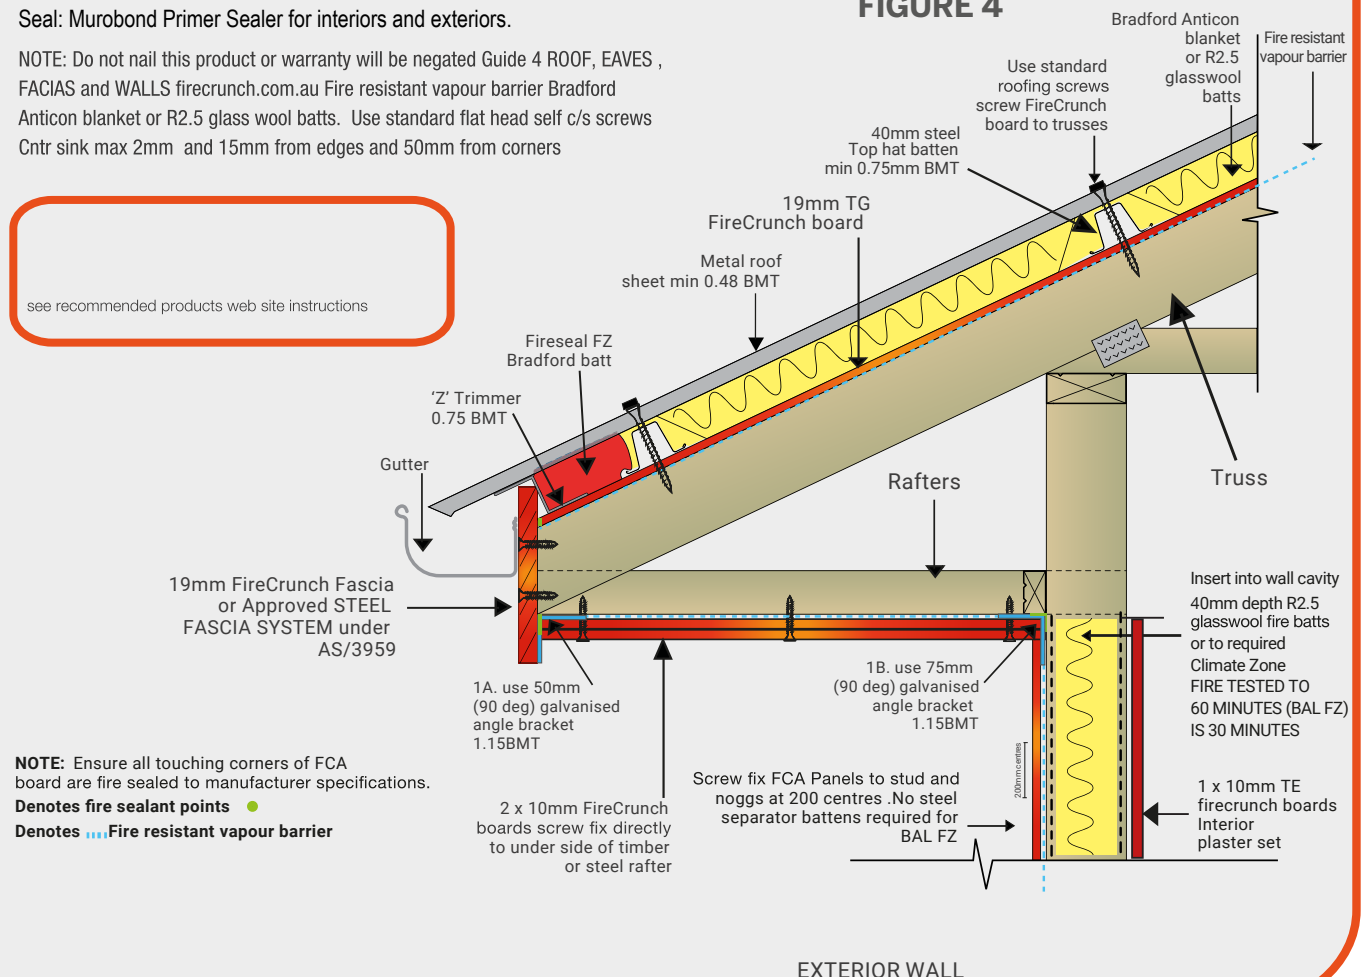 Seal: Murobond Primer Sealer for interiors and exteriors.
NOTE: Do not nail this product or warranty will be negated Guide 4 ROOF, EAVES ,
FACIAS and WALLS firecrunch.com.au Fire resistant vapour barrier Bradford
Anticon blanket or R2.5 glass wool batts.  Use standard flat head self c/s screws
Cntr sink max 2mm  and 15mm from edges and 50mm from corners
see recommended products web site instructions
FIGURE 4
Bradford Anticon
blanket
or R2.5
glasswool
batts
Fire resistant
vapour barrier
Use standard
roofing screws
screw FireCrunch
board to trusses
40mm steel
Top hat batten
min 0.75mm BMT
19mm TG
FireCrunch board
Metal roof
sheet min 0.48 BMT
Fireseal FZ
Bradford batt
‘Z’ Trimmer
0.75 BMT
Gutter
Rafters
Truss
19mm FireCrunch Fascia
or Approved STEEL
FASCIA SYSTEM under
AS/3959
Insert into wall cavity
40mm depth R2.5
glasswool fire batts
or to required
Climate Zone
FIRE TESTED TO
60 MINUTES (BAL FZ)
IS 30 MINUTES
1A. use 50mm
(90 deg) galvanised
angle bracket
1.15BMT
1B. use 75mm
(90 deg) galvanised
angle bracket
1.15BMT
NOTE: Ensure all touching corners of FCA
board are fire sealed to manufacturer specifications.
Denotes fire sealant points
Denotes Fire resistant vapour barrier
2 x 10mm FireCrunch
boards screw fix directly
to under side of timber
or steel rafter
Screw fix FCA Panels to stud and
noggs at 200 centres .No steel
separator battens required for
BAL FZ
200mm centres
1 x 10mm TE
firecrunch boards
Interior
plaster set
EXTERIOR WALL